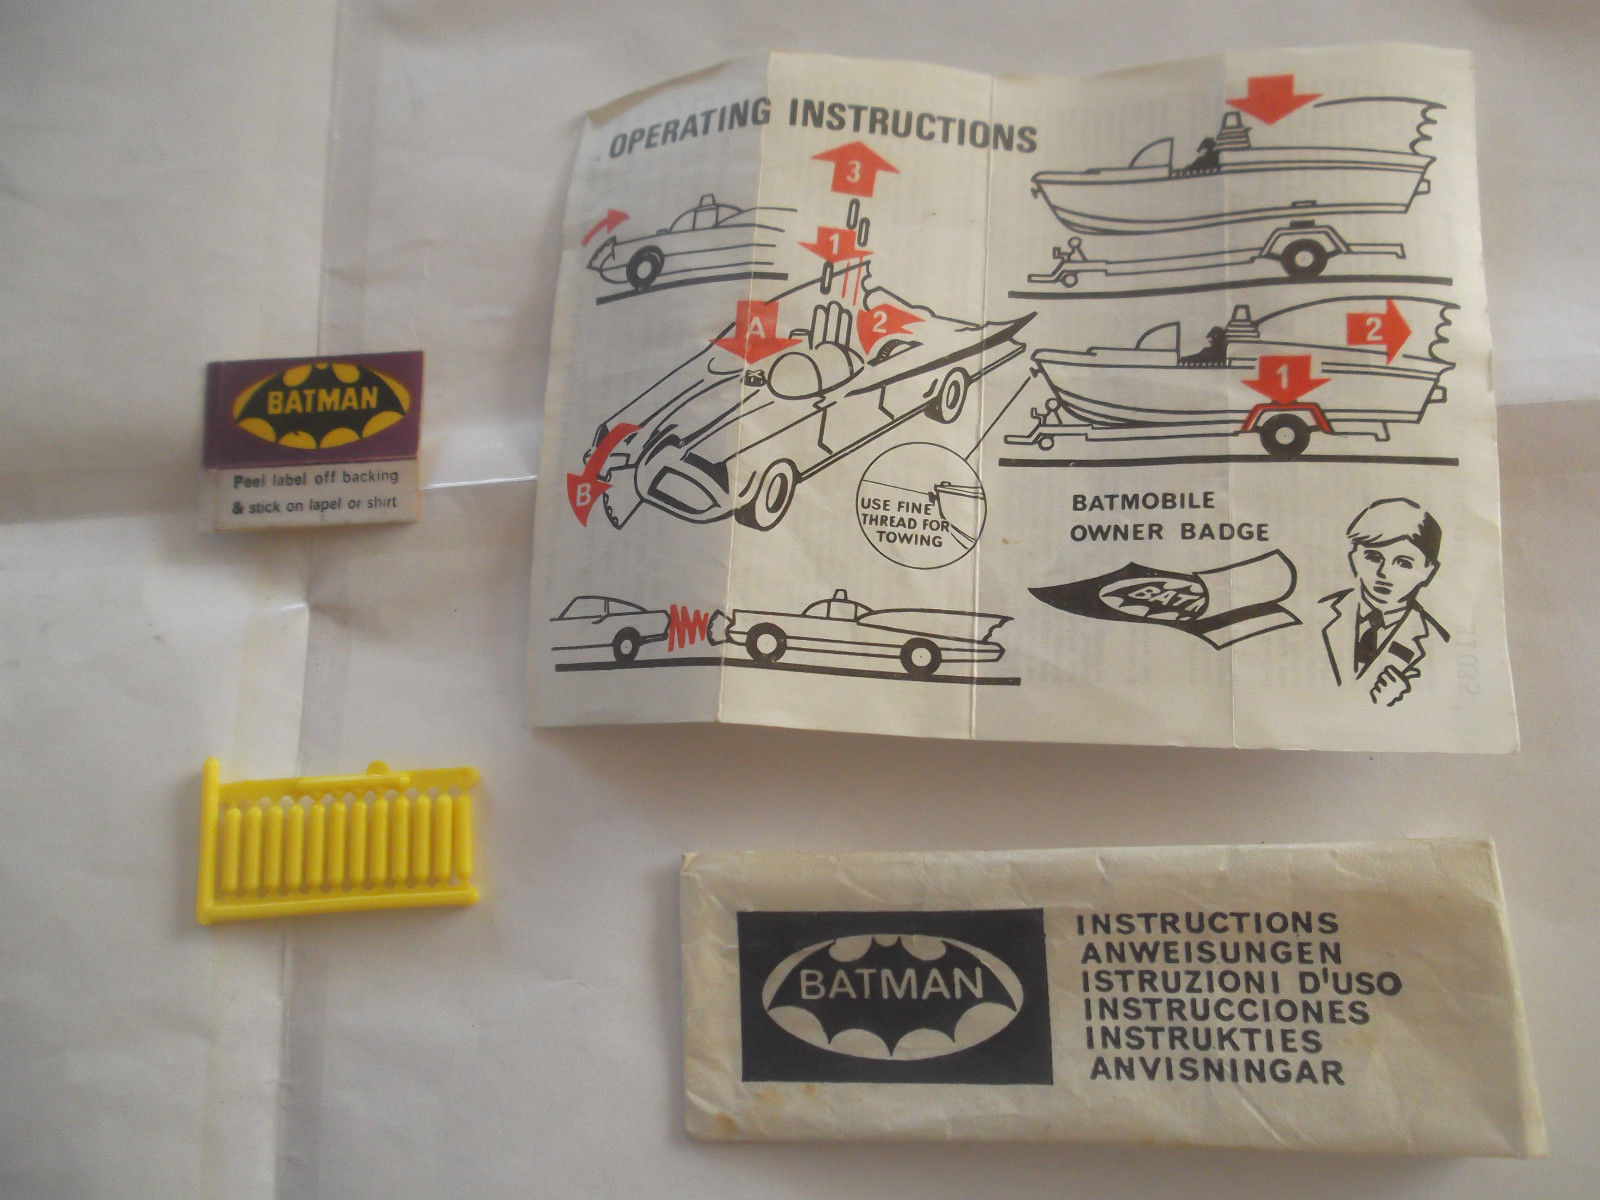 OPERATING INSTRUCTIONS
3
1
A
2
B
USE FINE
THREAD FOR
TOWING
2
1
BATMOBILE
OWNER BADGE
BATM
BATMAN
Peel label off backing
& stick on lapel or shirt
BATMAN
INSTRUCTIONS
ANWEISUNGEN
ISTRUZIONI D'USO
INSTRUCCIONES
INSTRUKTIES
ANVISNINGAR